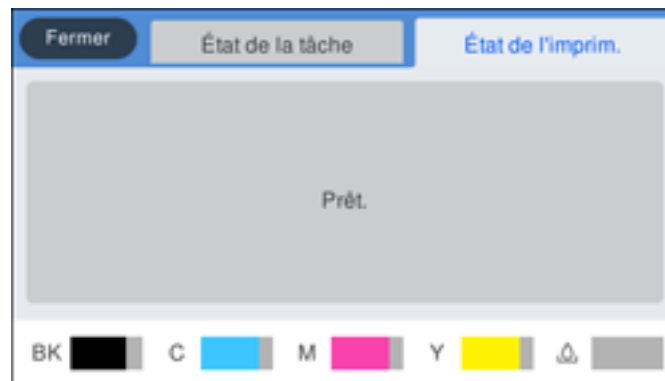 Fermer État de la tâche État de l'imprim.
Prêt.
BK C M Y